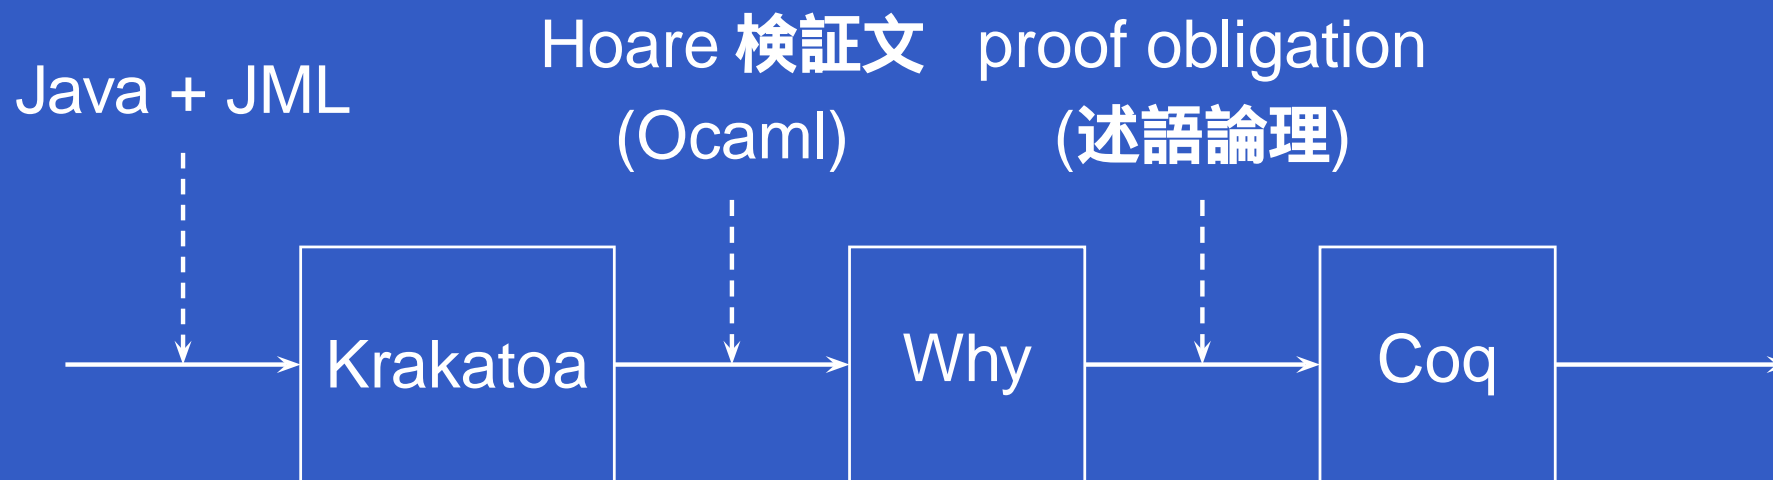 Java + JML
Hoare 検証文
(Ocaml)
proof obligation
(述語論理)
Krakatoa
Why
Coq